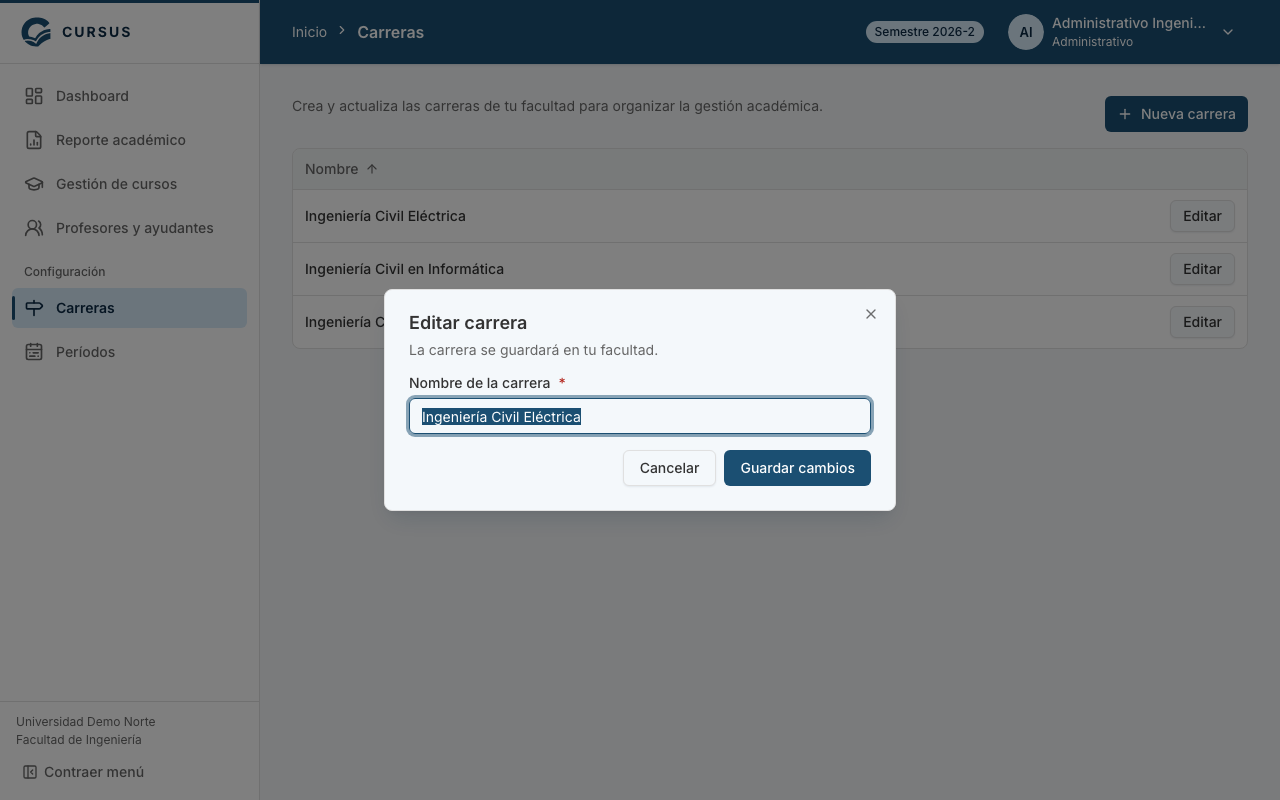 CURSUS
Inicio
Carreras
Semestre 2026-2
AI
Administrativo Ingeni...
Administrativo
Dashboard
Reporte académico
Gestión de cursos
Profesores y ayudantes
Configuración
Carreras
Períodos
Crea y actualiza las carreras de tu facultad para organizar la gestión académica.
Nueva carrera
Nombre
Ingeniería Civil Eléctrica
Editar
Ingeniería Civil en Informática
Editar
Ingeniería C
Editar
Editar carrera
La carrera se guardará en tu facultad.
Nombre de la carrera *
Ingeniería Civil Eléctrica
Cancelar
Guardar cambios
Universidad Demo Norte
Facultad de Ingeniería
Contraer menú